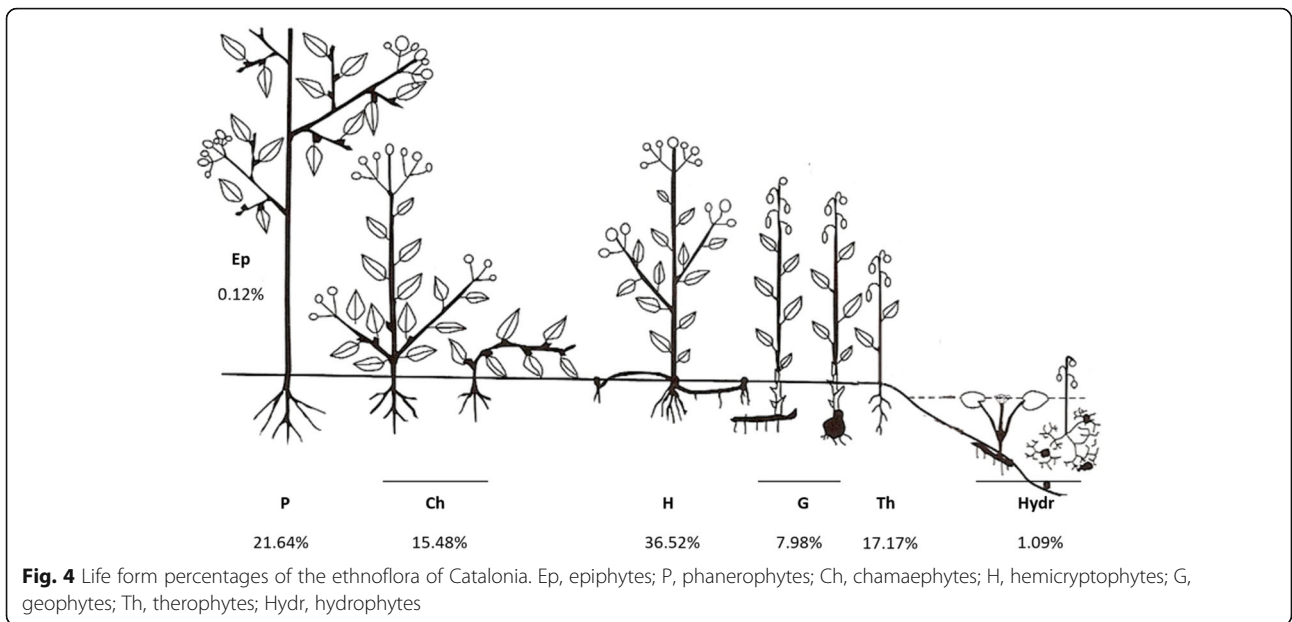 Ep
0.12%
P Ch H G Th Hydr
21.64% 15.48% 36.52% 7.98% 17.17% 1.09%
Fig. 4 Life form percentages of the ethnoflora of Catalonia. Ep, epiphytes; P, phanerophytes; Ch, chamaephytes; H, hemicryptophytes; G,
geophytes; Th, therophytes; Hydr, hydrophytes